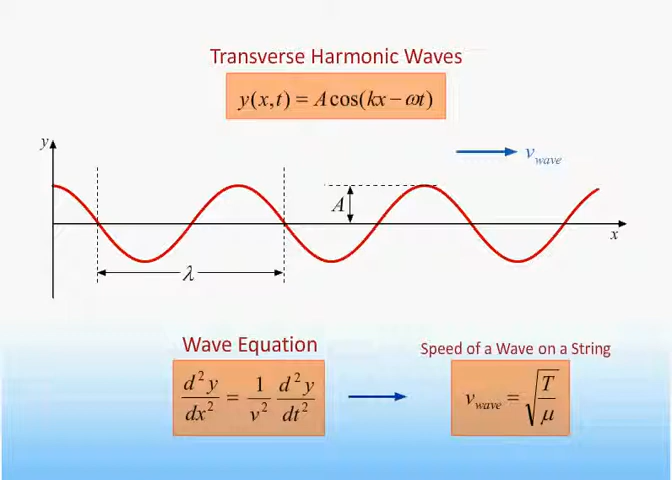 Transverse Harmonic Waves
y(x,t) = A cos(kx − ωt)
y
v_wave
A
x
λ
Wave Equation
d²y/dx² = 1/v² d²y/dt²
Speed of a Wave on a String
v_wave = √(T/μ)